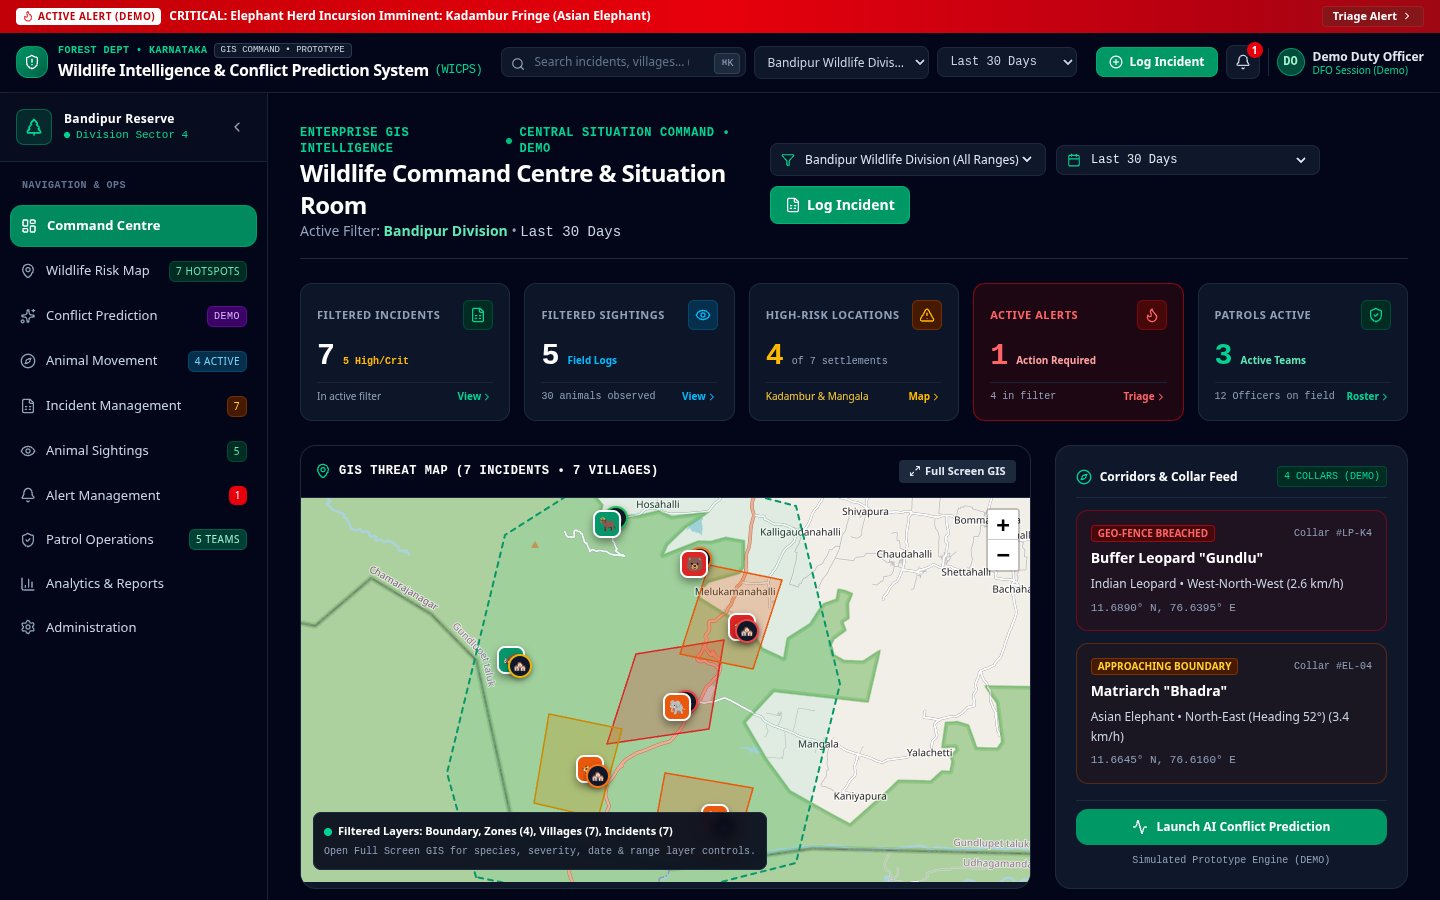 ACTIVE ALERT (DEMO) CRITICAL: Elephant Herd Incursion Imminent: Kadambur Fringe (Asian Elephant) Triage Alert
FOREST DEPT • KARNATAKA GIS COMMAND • PROTOTYPE
Wildlife Intelligence & Conflict Prediction System (WICPS)
Search incidents, villages... ⌘K
Bandipur Wildlife Divis...
Last 30 Days
Log Incident
1
DO
Demo Duty Officer
DFO Session (Demo)
Bandipur Reserve
Division Sector 4
NAVIGATION & OPS
Command Centre
Wildlife Risk Map 7 HOTSPOTS
Conflict Prediction DEMO
Animal Movement 4 ACTIVE
Incident Management 7
Animal Sightings 5
Alert Management 1
Patrol Operations 5 TEAMS
Analytics & Reports
Administration
ENTERPRISE GIS INTELLIGENCE
CENTRAL SITUATION COMMAND • DEMO
Wildlife Command Centre & Situation
Room
Active Filter: Bandipur Division • Last 30 Days
Bandipur Wildlife Division (All Ranges)
Last 30 Days
Log Incident
FILTERED INCIDENTS
7 5 High/Crit
In active filter View
FILTERED SIGHTINGS
5 Field Logs
30 animals observed View
HIGH-RISK LOCATIONS
4 of 7 settlements
Kadambur & Mangala Map
ACTIVE ALERTS
1 Action Required
4 in filter Triage
PATROLS ACTIVE
3 Active Teams
12 Officers on field Roster
GIS THREAT MAP (7 INCIDENTS • 7 VILLAGES)
Full Screen GIS
Hosahalli
Shivapura
Kalligaudanahalli
Chaudahalli
Shettahalli
Melukamanahalli
Chamarajanagar
Gundlupet taluk
Mangala
Yalachetti
Kaniyapura
Gundlupet taluk
+
−
Filtered Layers: Boundary, Zones (4), Villages (7), Incidents (7)
Open Full Screen GIS for species, severity, date & range layer controls.
Corridors & Collar Feed 4 COLLARS (DEMO)
GEO-FENCE BREACHED Collar #LP-K4
Buffer Leopard "Gundlu"
Indian Leopard • West-North-West (2.6 km/h)
11.6890° N, 76.6395° E
APPROACHING BOUNDARY Collar #EL-04
Matriarch "Bhadra"
Asian Elephant • North-East (Heading 52°) (3.4
km/h)
11.6645° N, 76.6160° E
Launch AI Conflict Prediction
Simulated Prototype Engine (DEMO)